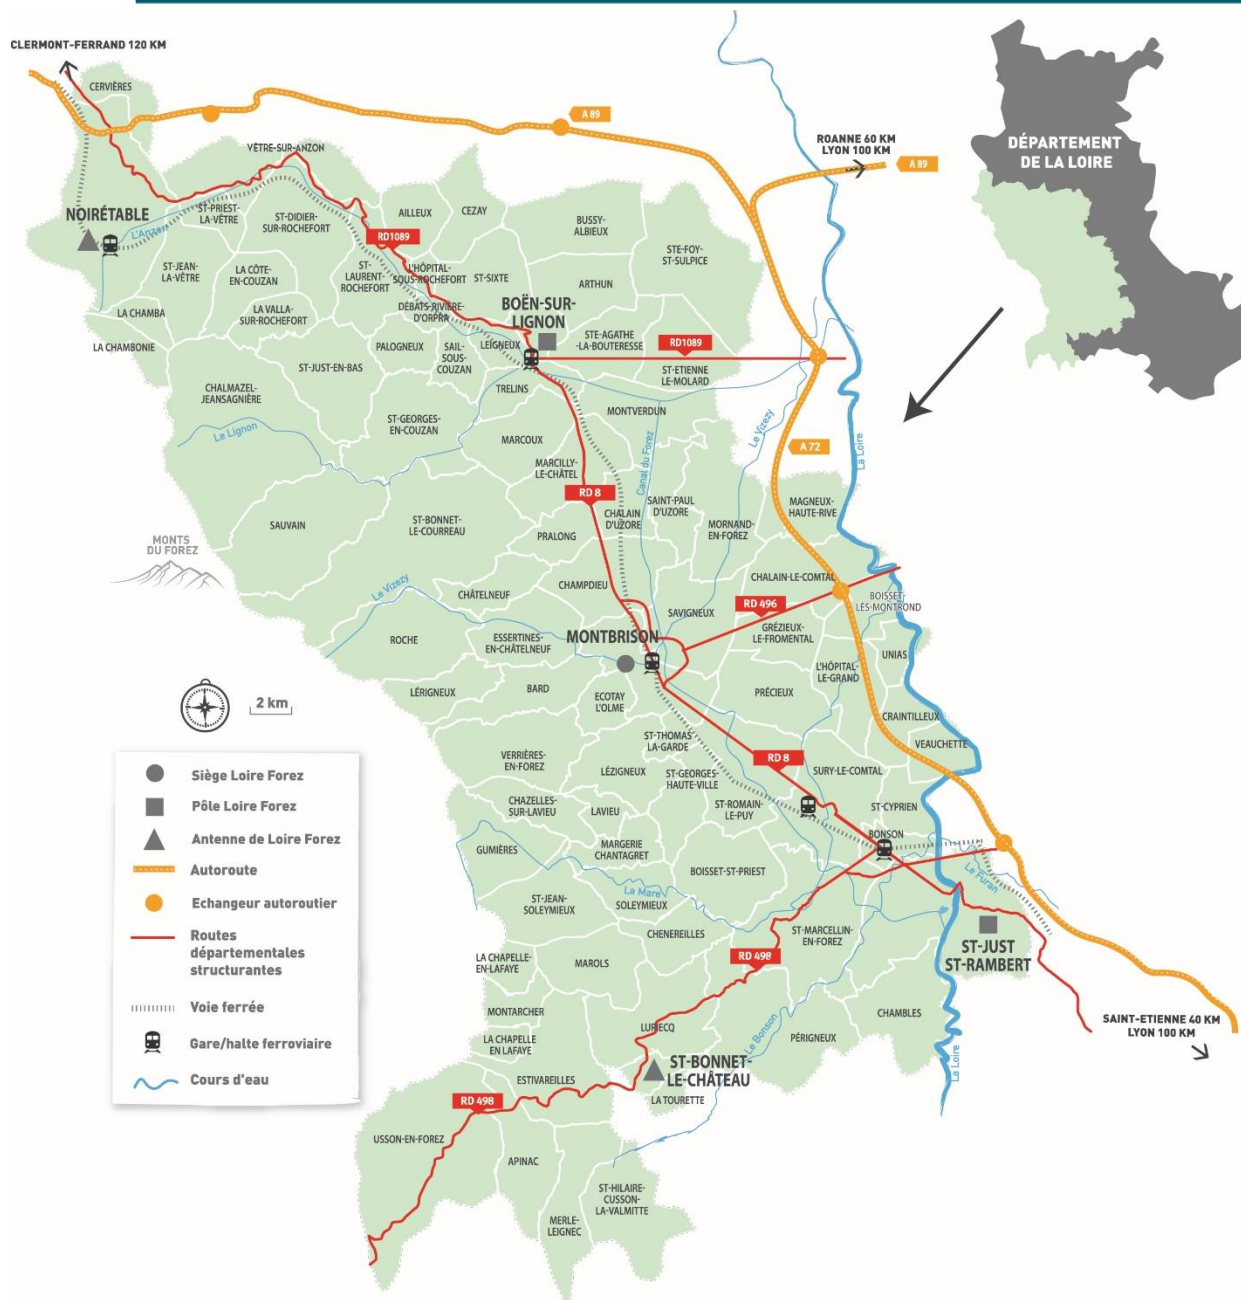 CLERMONT-FERRAND 120 KM
CERVIÈRES
A 89
ROANNE 60 KM
LYON 100 KM
A 89
DÉPARTEMENT
DE LA LOIRE
VÊTRE-SUR-ANZON
NOIRÉTABLE
L'Anzon
ST-PRIEST-
LA-VÊTRE
ST-DIDIER-
SUR-ROCHEFORT
AILLEUX
CEZAY
BUSSY-
ALBIEUX
RD1089
STE-FOY-
ST-SULPICE
ST-JEAN-
LA-VÊTRE
LA CÔTE-
EN-COUZAN
ST-
LAURENT-
ROCHEFORT
L'HÔPITAL-
SOUS-ROCHEFORT
ST-SIXTE
ARTHUN
LA CHAMBA
LA VALLA-
SUR-ROCHEFORT
DÉBATS-RIVIÈRE-
D'ORPRA
BOËN-SUR-
LIGNON
LA CHAMBONIE
PALOGNEUX
SAIL-
SOUS-
COUZAN
LEIGNEUX
STE-AGATHE
-LA-BOUTERESSE
RD1089
ST-JUST-EN-BAS
ST-ETIENNE
LE-MOLARD
CHALMAZEL-
JEANSAGNIÈRE
TRELINS
ST-GEORGES-
EN-COUZAN
MONTVERDUN
Le Lignon
MARCOUX
Le Vizezy
La Loire
A 72
MARCILLY-
LE-CHÂTEL
Canal du Forez
RD 8
SAINT-PAUL
D'UZORE
MAGNEUX-
HAUTE-RIVE
SAUVAIN
ST-BONNET-
LE-COURREAU
CHALAIN
D'UZORE
MORNAND-
EN-FOREZ
PRALONG
MONTS
DU FOREZ
CHAMPDIEU
CHALAIN-LE-COMTAL
Le Vizezy
CHÂTELNEUF
BOISSET-
LÈS-MONTROND
SAVIGNEUX
RD 496
ROCHE
ESSERTINES-
EN-CHÂTELNEUF
MONTBRISON
GRÉZIEUX-
LE-FROMENTAL
UNIAS
L'HÔPITAL-
LE-GRAND
LÉRIGNEUX
BARD
ECOTAY
L'OLME
PRÉCIEUX
2 km
CRAINTILLEUX
ST-THOMAS
LA-GARDE
VEAUCHETTE
VERRIÈRES-
EN-FOREZ
LÉZIGNEUX
ST-GEORGES-
HAUTE-VILLE
RD 8
SURY-LE-COMTAL
CHAZELLES-
SUR-LAVIEU
LAVIEU
ST-ROMAIN-
LE-PUY
ST-CYPRIEN
BONSON
GUMIÈRES
MARGERIE
CHANTAGRET
BOISSET-ST-PRIEST
Le Furan
La Mare
ST-JEAN-
SOLEYMIEUX
SOLEYMIEUX
CHENEREILLES
ST-MARCELLIN-
EN-FOREZ
ST-JUST
ST-RAMBERT
LA CHAPELLE-
EN-LAFAYE
MAROLS
RD 498
MONTARCHER
LURIECQ
Le Bonson
CHAMBLES
PÉRIGNEUX
SAINT-ETIENNE 40 KM
LYON 100 KM
LA CHAPELLE
EN LAFAYE
La Loire
ST-BONNET-
LE-CHÂTEAU
ESTIVAREILLES
LA TOURETTE
RD 498
USSON-EN-FOREZ
APINAC
ST-HILAIRE-
CUSSON-
LA-VALMITTE
MERLE-
LEIGNEC
Siège Loire Forez
Pôle Loire Forez
Antenne de Loire Forez
Autoroute
Echangeur autoroutier
Routes
départementales
structurantes
Voie ferrée
Gare/halte ferroviaire
Cours d'eau